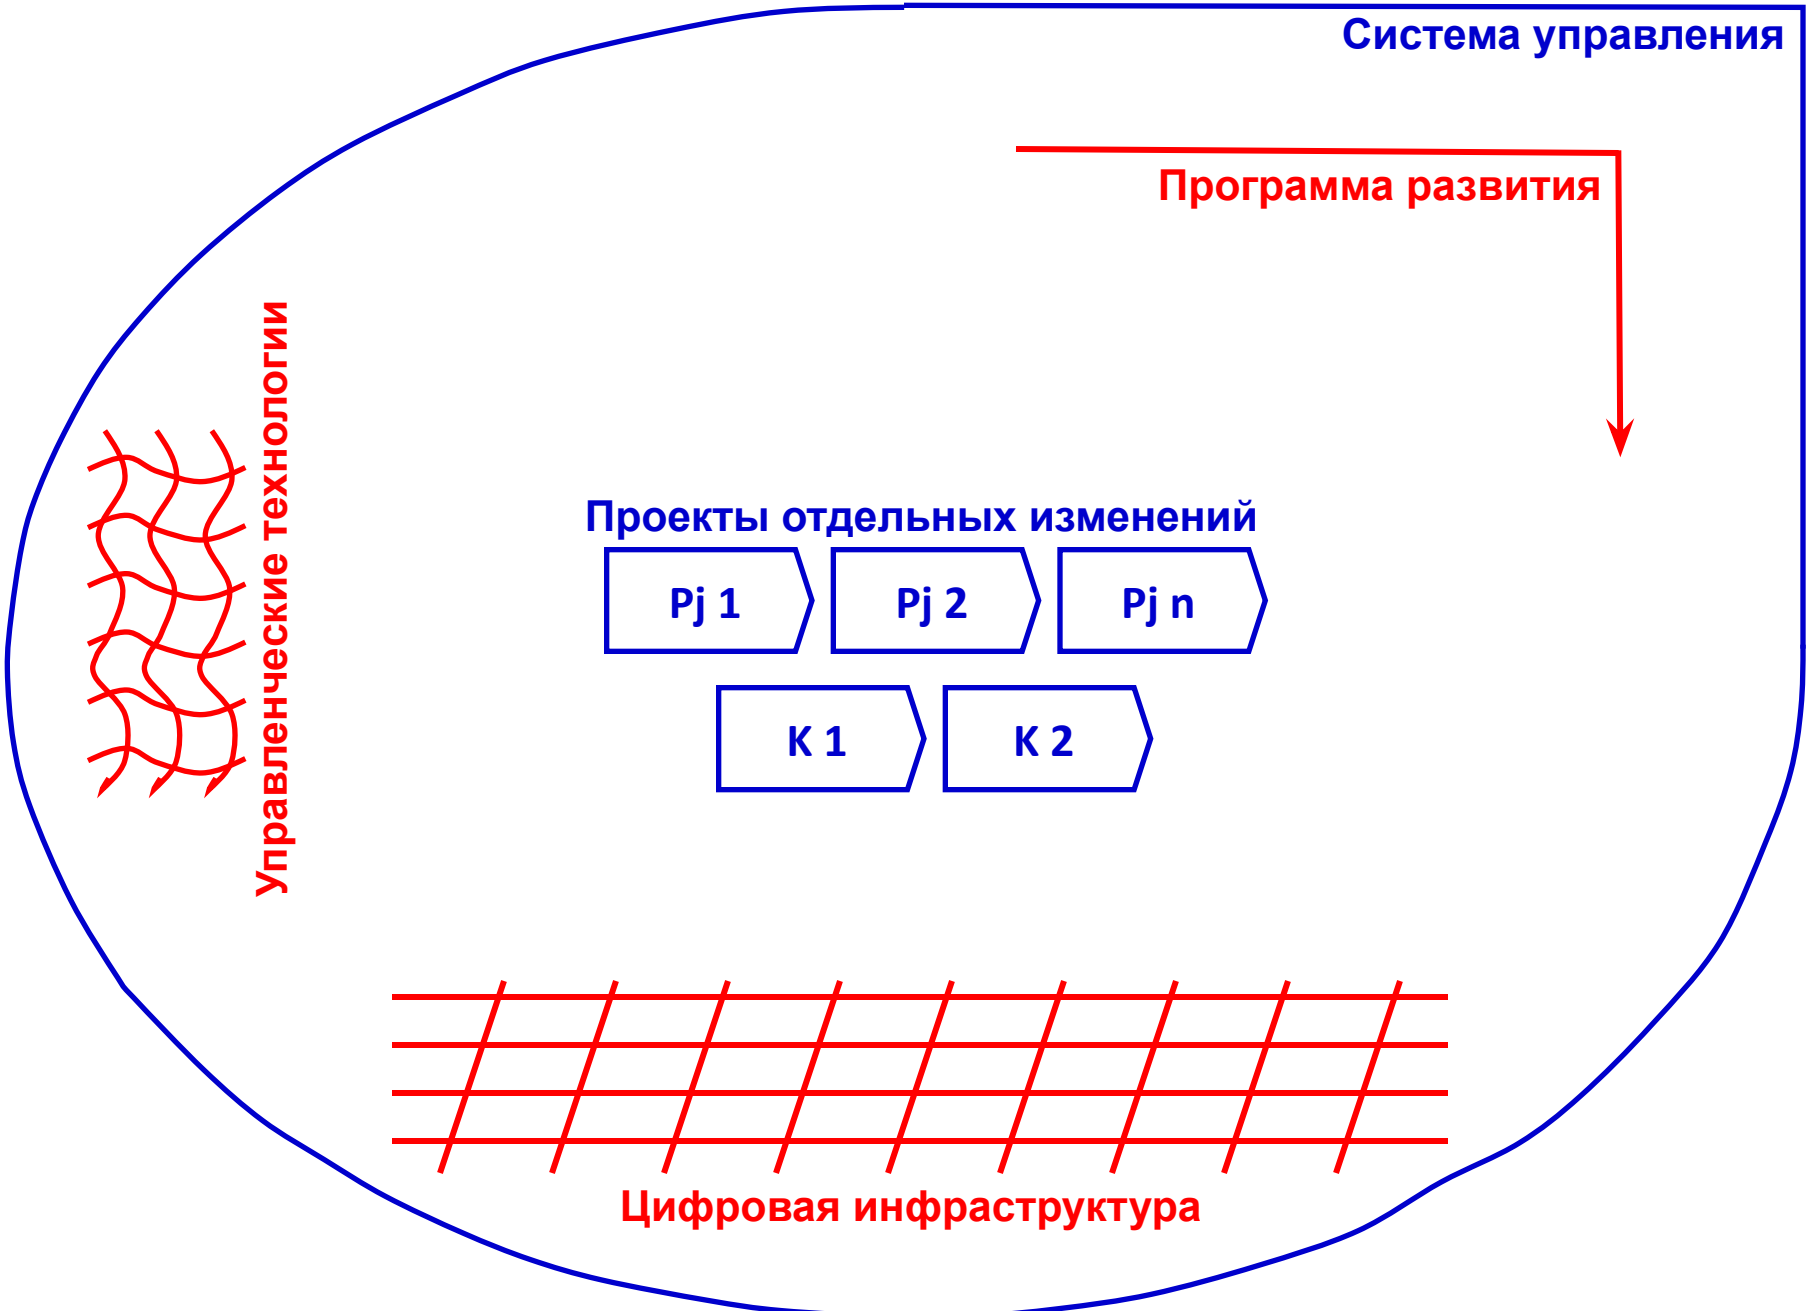 Система управления
Программа развития
Управленческие технологии
Проекты отдельных изменений
Pj 1
Pj 2
Pj n
K 1
K 2
Цифровая инфраструктура